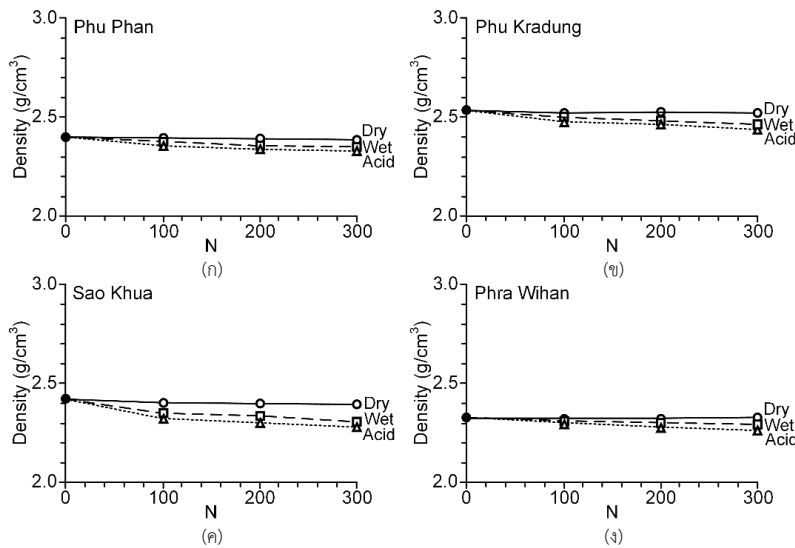 Phu Phan
Density (g/cm³)
3.0
2.5
2.0
0 100 200 300
N
Dry
Wet
Acid
(ก)
Phu Kradung
Density (g/cm³)
3.0
2.5
2.0
0 100 200 300
N
Dry
Wet
Acid
(ข)
Sao Khua
Density (g/cm³)
3.0
2.5
2.0
0 100 200 300
N
Dry
Wet
Acid
(ค)
Phra Wihan
Density (g/cm³)
3.0
2.5
2.0
0 100 200 300
N
Dry
Wet
Acid
(ง)